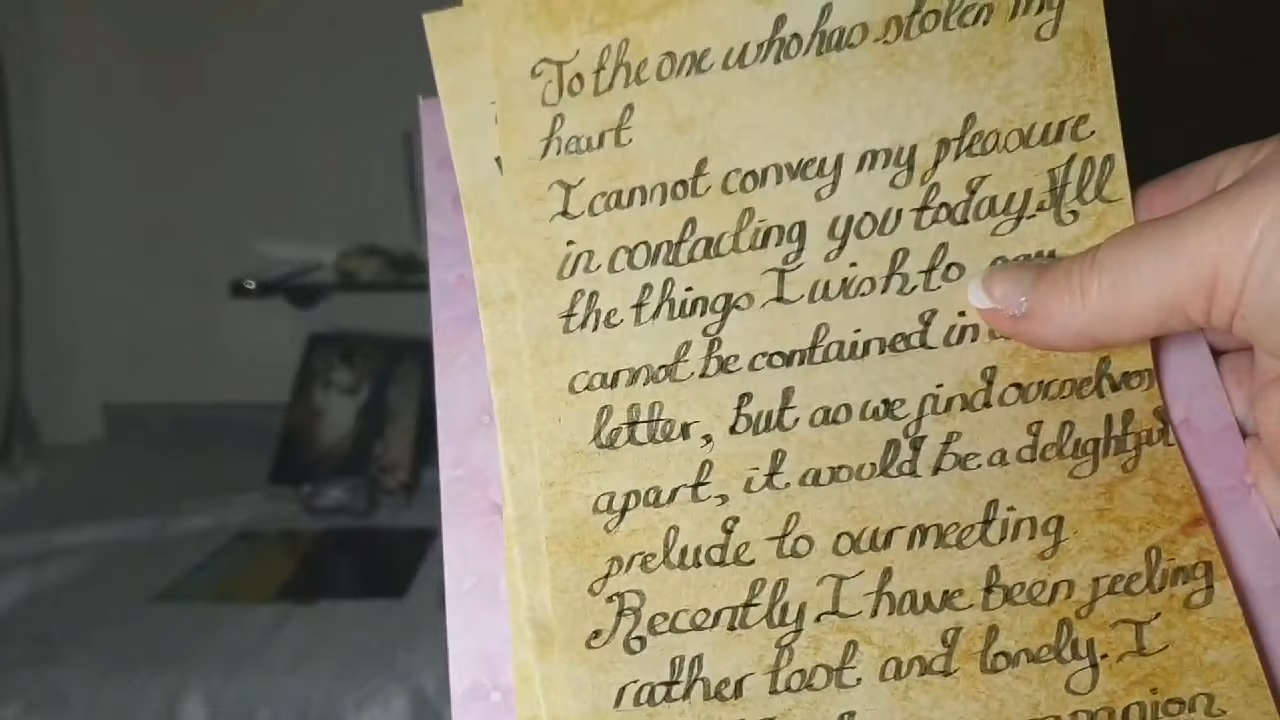 To the one who has stolen my
heart
I cannot convey my pleasure
in contacting you today. All
the things I wish to say
cannot be contained in
letter, but as we find ourselves
apart, it would be a delightful
prelude to our meeting
Recently I have been feeling
rather lost and lonely. I